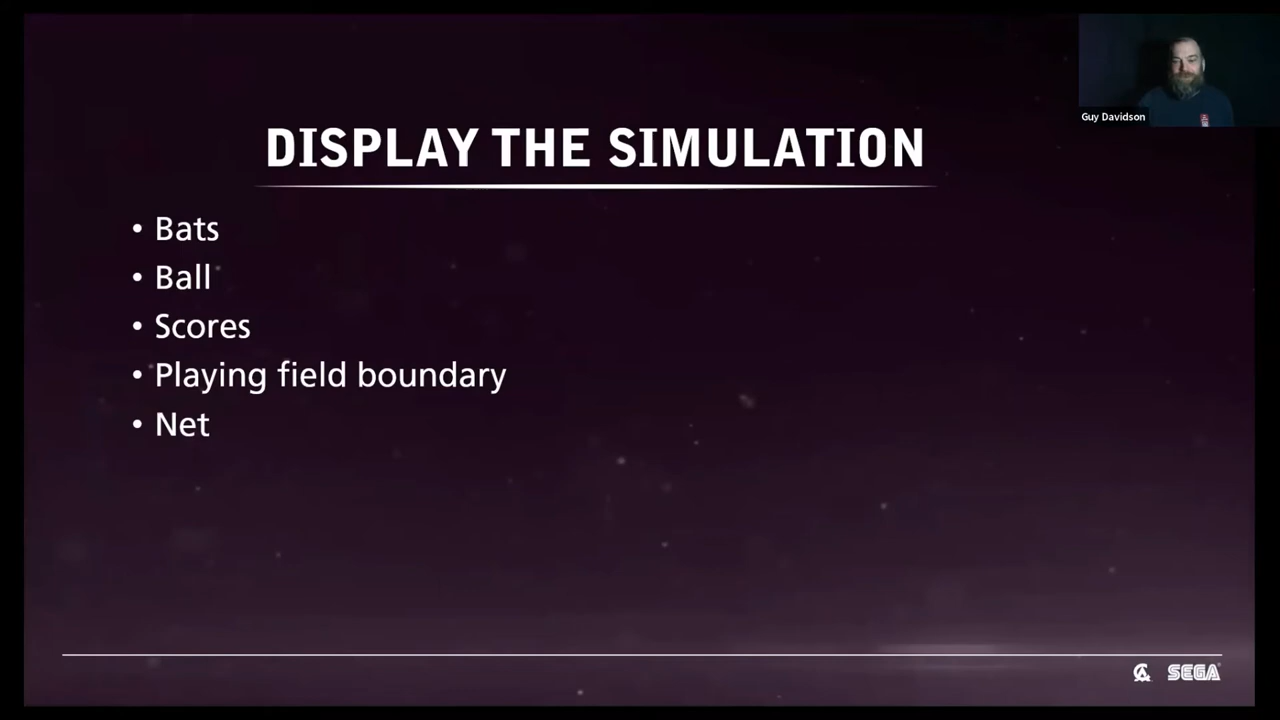 Guy Davidson
DISPLAY THE SIMULATION
• Bats
• Ball
• Scores
• Playing field boundary
• Net
SEGA